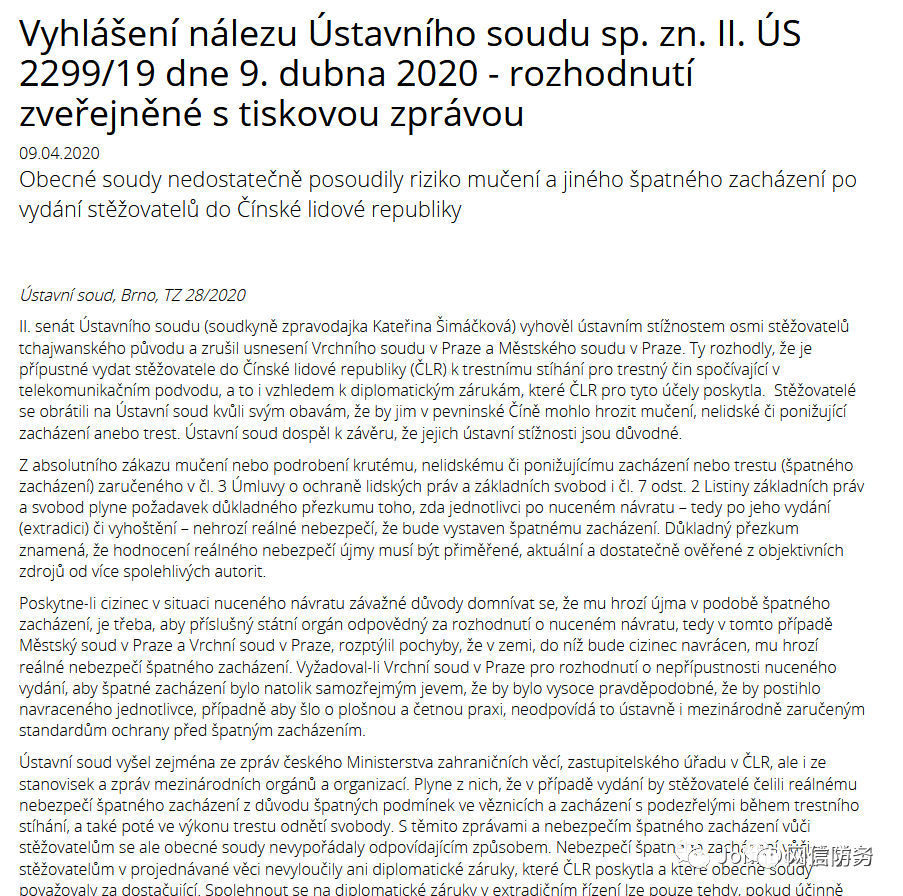 Vyhlášení nálezu Ústavního soudu sp. zn. II. ÚS
2299/19 dne 9. dubna 2020 - rozhodnutí
zveřejněné s tiskovou zprávou
09.04.2020
Obecné soudy nedostatečně posoudily riziko mučení a jiného špatného zacházení po
vydání stěžovatelů do Čínské lidové republiky
Ústavní soud, Brno, TZ 28/2020
II. senát Ústavního soudu (soudkyně zpravodajka Kateřina Šimáčková) vyhověl ústavním stížnostem osmi stěžovatelů
tchajwanského původu a zrušil usnesení Vrchního soudu v Praze a Městského soudu v Praze. Ty rozhodly, že je
přípustné vydat stěžovatele do Čínské lidové republiky (ČLR) k trestnímu stíhání pro trestný čin spočívající v
telekomunikačním podvodu, a to i vzhledem k diplomatickým zárukám, které ČLR pro tyto účely poskytla. Stěžovatelé
se obrátili na Ústavní soud kvůli svým obavám, že by jim v pevninské Číně mohlo hrozit mučení, nelidské či ponižující
zacházení anebo trest. Ústavní soud dospěl k závěru, že jejich ústavní stížnosti jsou důvodné.
Z absolutního zákazu mučení nebo podrobení krutému, nelidskému či ponižujícímu zacházení nebo trestu (špatného
zacházení) zaručeného v čl. 3 Úmluvy o ochraně lidských práv a základních svobod i čl. 7 odst. 2 Listiny základních práv
a svobod plyne požadavek důkladného přezkumu toho, zda jednotlivci po nuceném návratu – tedy po jeho vydání
(extradici) či vyhoštění – nehrozí reálné nebezpečí, že bude vystaven špatnému zacházení. Důkladný přezkum
znamená, že hodnocení reálného nebezpečí újmy musí být přiměřené, aktuální a dostatečně ověřené z objektivních
zdrojů od více spolehlivých autorit.
Poskytne-li cizinec v situaci nuceného návratu závažné důvody domnívat se, že mu hrozí újma v podobě špatného
zacházení, je třeba, aby příslušný státní orgán odpovědný za rozhodnutí o nuceném návratu, tedy v tomto případě
Městský soud v Praze a Vrchní soud v Praze, rozptýlil pochyby, že v zemi, do níž bude cizinec navrácen, mu hrozí
reálné nebezpečí špatného zacházení. Vyžadoval-li Vrchní soud v Praze pro rozhodnutí o nepřípustnosti nuceného
vydání, aby špatné zacházení bylo natolik samozřejmým jevem, že by bylo vysoce pravděpodobné, že by postihlo
navraceného jednotlivce, případně aby šlo o plošnou a četnou praxi, neodpovídá to ústavně i mezinárodně zaručeným
standardům ochrany před špatným zacházením.
Ústavní soud vyšel zejména ze zpráv českého Ministerstva zahraničních věcí, zastupitelského úřadu v ČLR, ale i ze
stanovisek a zpráv mezinárodních orgánů a organizací. Plyne z nich, že v případě vydání by stěžovatelé čelili reálnému
nebezpečí špatného zacházení z důvodu špatných podmínek ve věznicích a zacházení s podezřelými během trestního
stíhání, a také poté ve výkonu trestu odnětí svobody. S těmito zprávami a nebezpečím špatného zacházení vůči
stěžovatelům se ale obecné soudy nevypořádaly odpovídajícím způsobem. Nebezpečí špatného zacházení vůči
stěžovatelům v projednávané věci nevyloučily ani diplomatické záruky, které ČLR poskytla a které obecné soudy
považovaly za dostačující. Spolehnout se na diplomatické záruky v extradičním řízení lze pouze tehdy, pokud účinně
网信防务